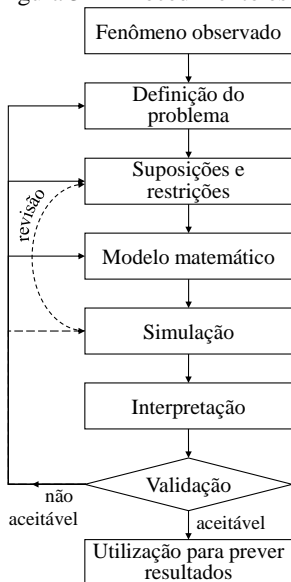 Fenômeno observado
Definição do
problema
Suposições e
restrições
revisão
Modelo matemático
Simulação
Interpretação
Validação
não
aceitável
aceitável
Utilização para prever
resultados